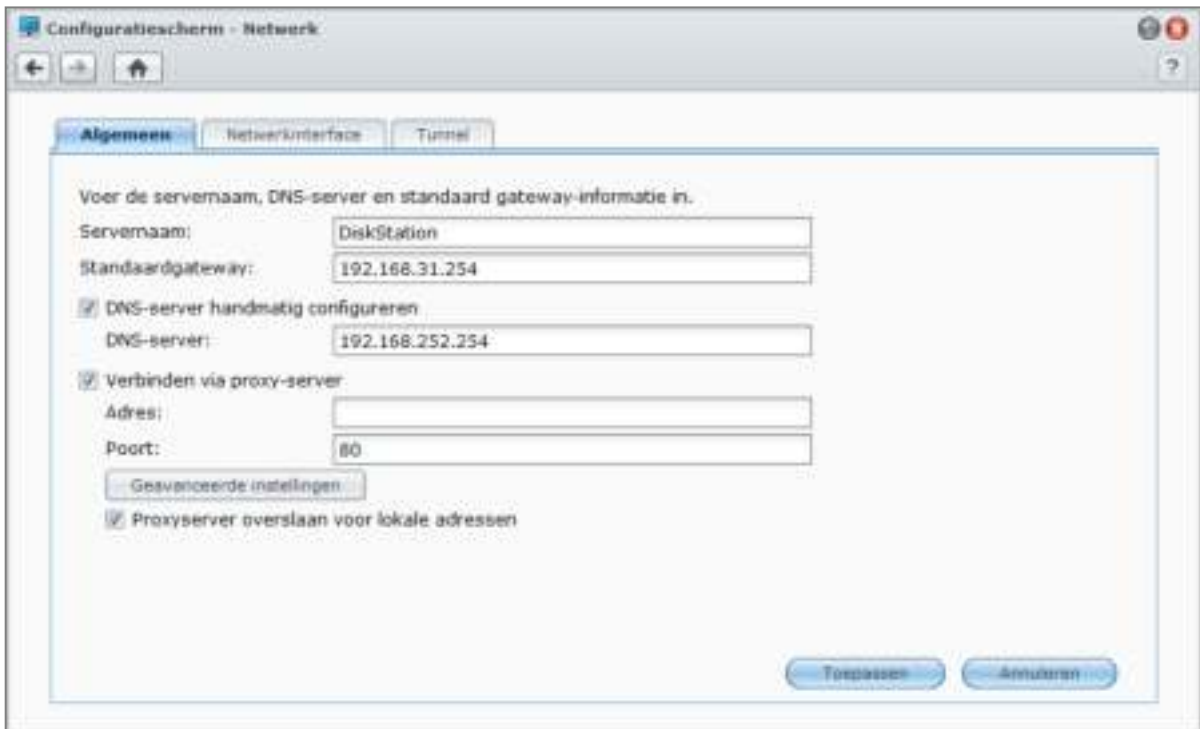 Configuratiescherm - Netwerk
?
Algemeen Netwerkinterface Tunnel
Voer de servernaam, DNS-server en standaard gateway-informatie in.
Servernaam: DiskStation
Standaardgateway: 192.168.31.254
DNS-server handmatig configureren
DNS-server: 192.168.252.254
Verbinden via proxy-server
Adres:
Poort: 80
Geavanceerde instellingen
Proxyserver overslaan voor lokale adressen
Toepassen Annuleren